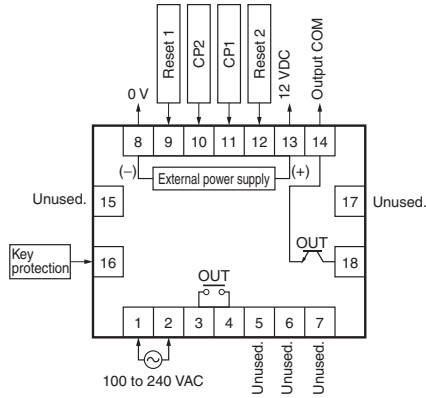 0 V
Reset 1
CP2
CP1
Reset 2
12 VDC
Output COM
8
9
10
11
12
13
14
(−)
External power supply
(+)
Unused.
15
17
Unused.
Key
protection
16
OUT
18
OUT
1
2
3
4
5
6
7
100 to 240 VAC
Unused.
Unused.
Unused.